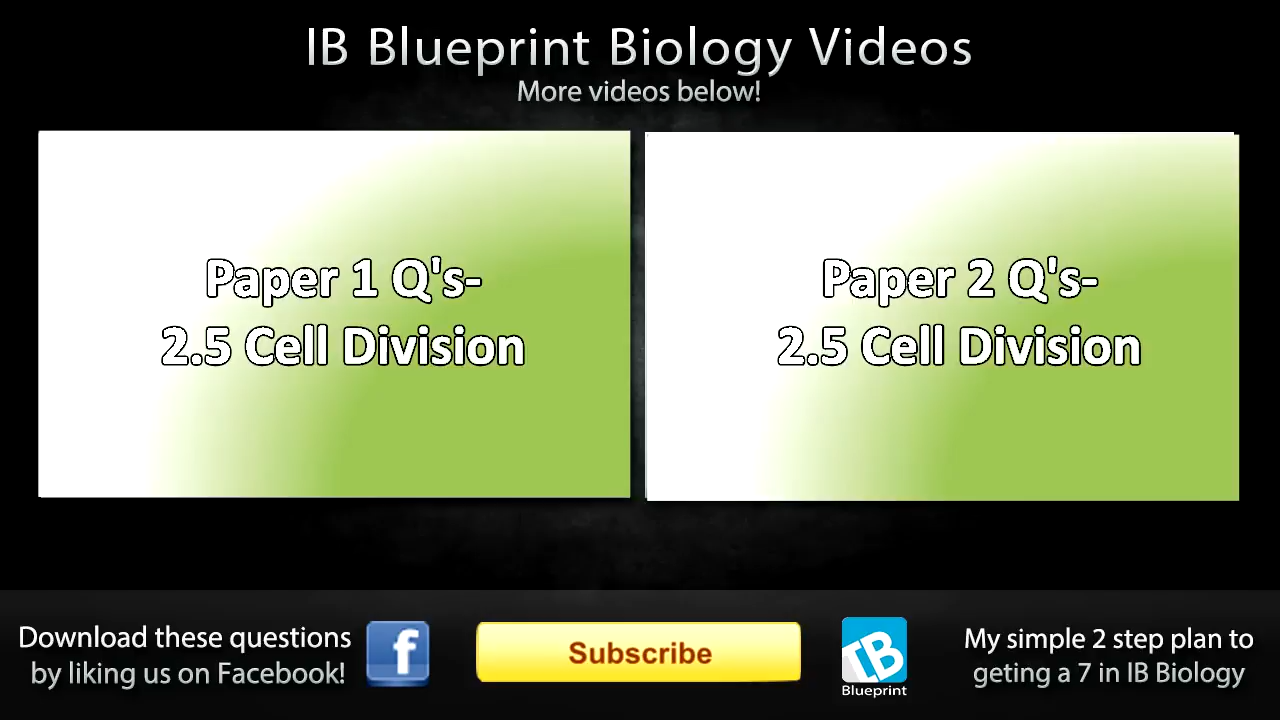 IB Blueprint Biology Videos
More videos below!
Paper 1 Q's-
2.5 Cell Division
Paper 2 Q's-
2.5 Cell Division
Download these questions
by liking us on Facebook!
f
Subscribe
IB
Blueprint
My simple 2 step plan to
geting a 7 in IB Biology